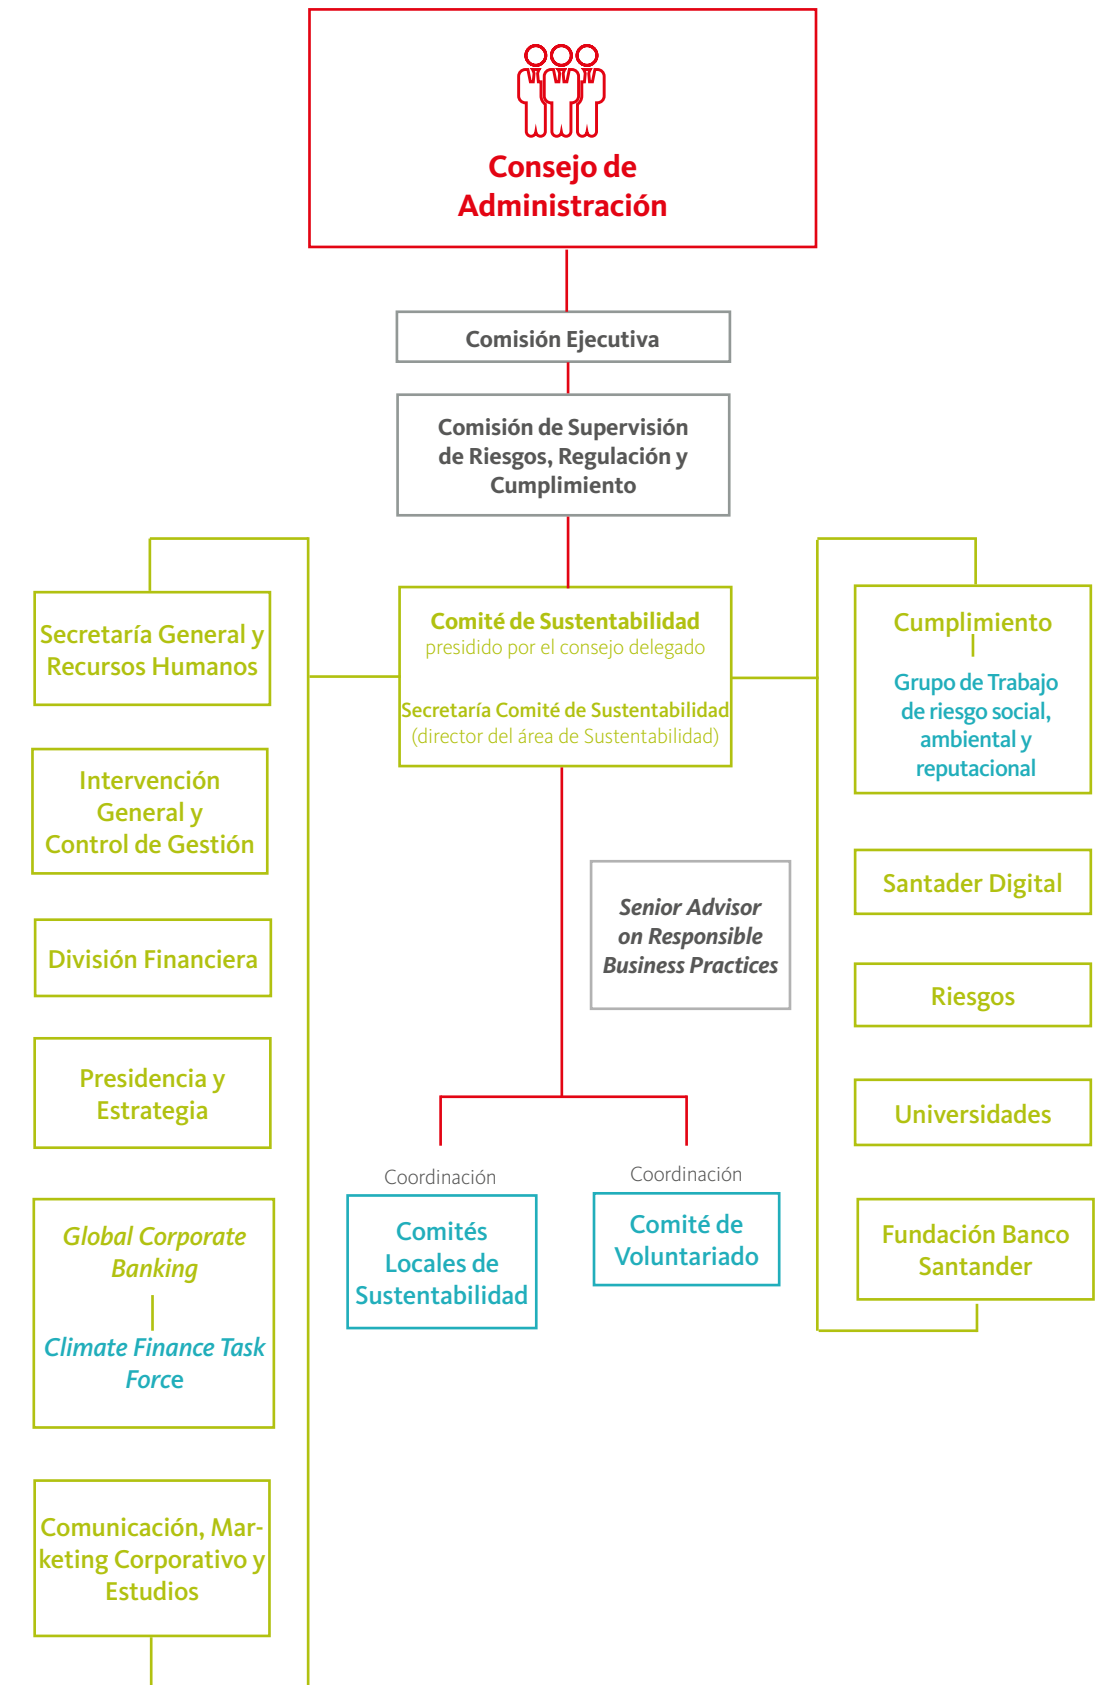 Consejo de
Administración
Comisión Ejecutiva
Comisión de Supervisión
de Riesgos, Regulación y
Cumplimiento
Comité de Sustentabilidad
presidido por el consejo delegado
Secretaría Comité de Sustentabilidad
(director del área de Sustentabilidad)
Secretaría General y
Recursos Humanos
Intervención
General y
Control de Gestión
División Financiera
Presidencia y
Estrategia
Global Corporate
Banking
Climate Finance Task
Force
Comunicación, Mar-
keting Corporativo y
Estudios
Senior Advisor
on Responsible
Business Practices
Coordinación
Comités
Locales de
Sustentabilidad
Coordinación
Comité de
Voluntariado
Cumplimiento
Grupo de Trabajo
de riesgo social,
ambiental y
reputacional
Santader Digital
Riesgos
Universidades
Fundación Banco
Santander